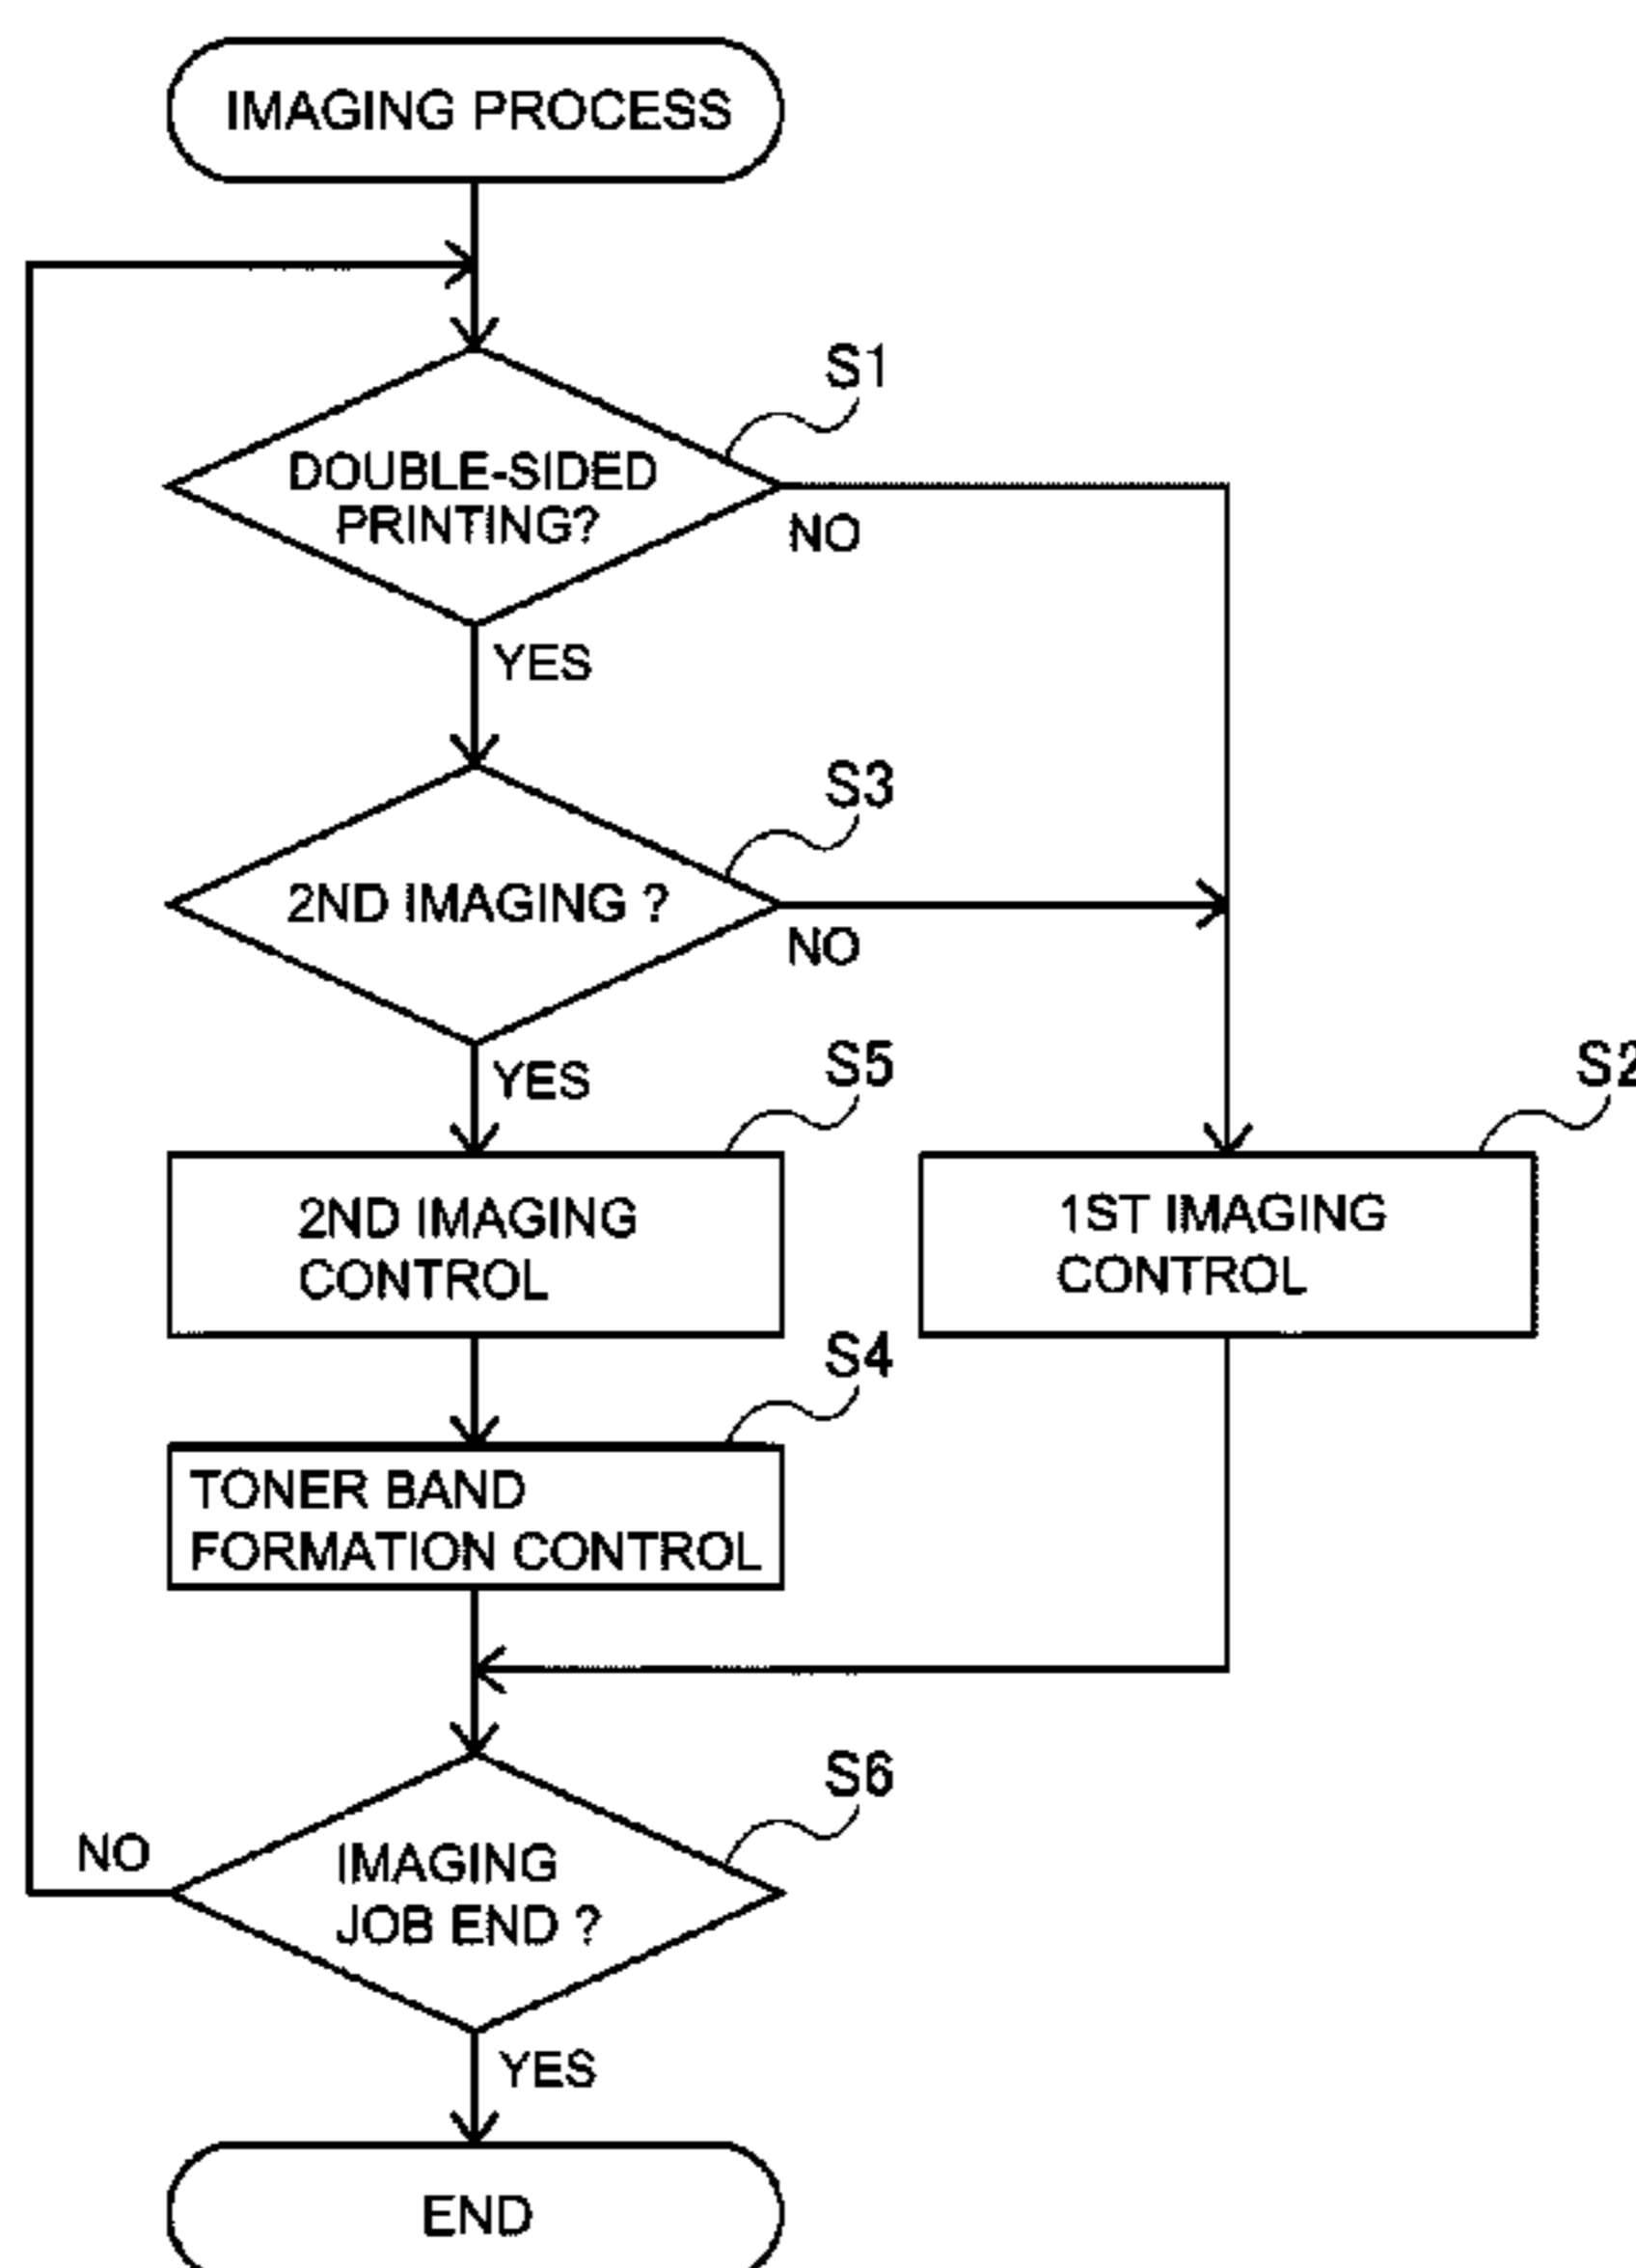 IMAGING PROCESS
S1
DOUBLE-SIDED
PRINTING?
NO
YES
S3
2ND IMAGING ?
NO
YES
S5
S2
2ND IMAGING
CONTROL
1ST IMAGING
CONTROL
S4
TONER BAND
FORMATION CONTROL
S6
NO
IMAGING
JOB END ?
YES
END